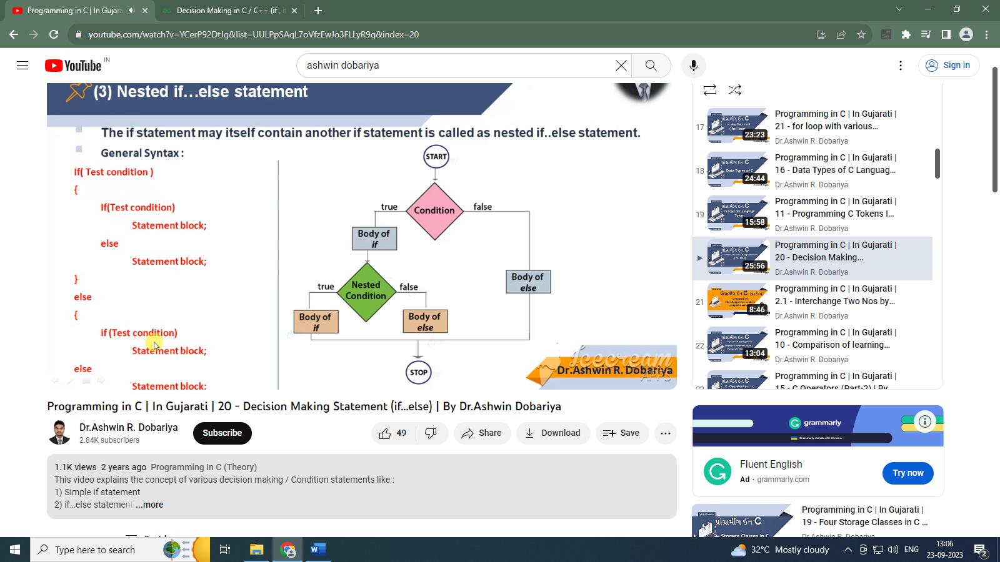 Programming in C | In Gujara
Decision Making in C / C++ (if , i
youtube.com/watch?v=YCerP92DtJg&list=UULPpSAqL7oVfzEwJo3FLLyR9g&index=20
YouTube IN
ashwin dobariya
Sign in
(3) Nested if...else statement
The if statement may itself contain another if statement is called as nested if..else statement.
General Syntax :
If( Test condition )
{
If(Test condition)
Statement block;
else
Statement block;
}
else
{
if (Test condition)
Statement block;
else
Statement block;
START
Condition
true
false
Body of
if
Nested
Condition
true
false
Body of
if
Body of
else
Body of
else
STOP
Icecream
APPS
Dr.Ashwin R. Dobariya
17
23:23
Programming in C | In Gujarati |
21 - for loop with various...
Dr.Ashwin R. Dobariya
18
Data Types of C
24:44
Programming in C | In Gujarati |
16 - Data Types of C Languag...
Dr.Ashwin R. Dobariya
19
15:58
Programming in C | In Gujarati |
11 - Programming C Tokens I...
Dr.Ashwin R. Dobariya
25:56
Programming in C | In Gujarati |
20 - Decision Making...
Dr.Ashwin R. Dobariya
21
8:46
Programming in C | In Gujarati |
2.1 - Interchange Two Nos by...
Dr.Ashwin R. Dobariya
22
13:04
Programming in C | In Gujarati |
10 - Comparison of learning...
Dr.Ashwin R. Dobariya
Programming in C | In Gujarati |
15 - C Operators (Part-2) | By
Programming in C | In Gujarati | 20 - Decision Making Statement (if...else) | By Dr.Ashwin Dobariya
Dr.Ashwin R. Dobariya
2.84K subscribers
Subscribe
49
Share
Download
Save
1.1K views 2 years ago Programming In C (Theory)
This video explains the concept of various decision making / Condition statements like :
1) Simple if statement
2) if...else statement ...more
grammarly
Grammarly stands with Ukraine.
Fluent English
Ad · grammarly.com
Try now
પ્રોગ્રામીંગ ઈન C
Storage Classes in C
Programming in C | In Gujarati |
19 - Four Storage Classes in C ...
Dr.Ashwin R. Dobariya
Type here to search
32°C Mostly cloudy
ENG
13:06
23-09-2023
2